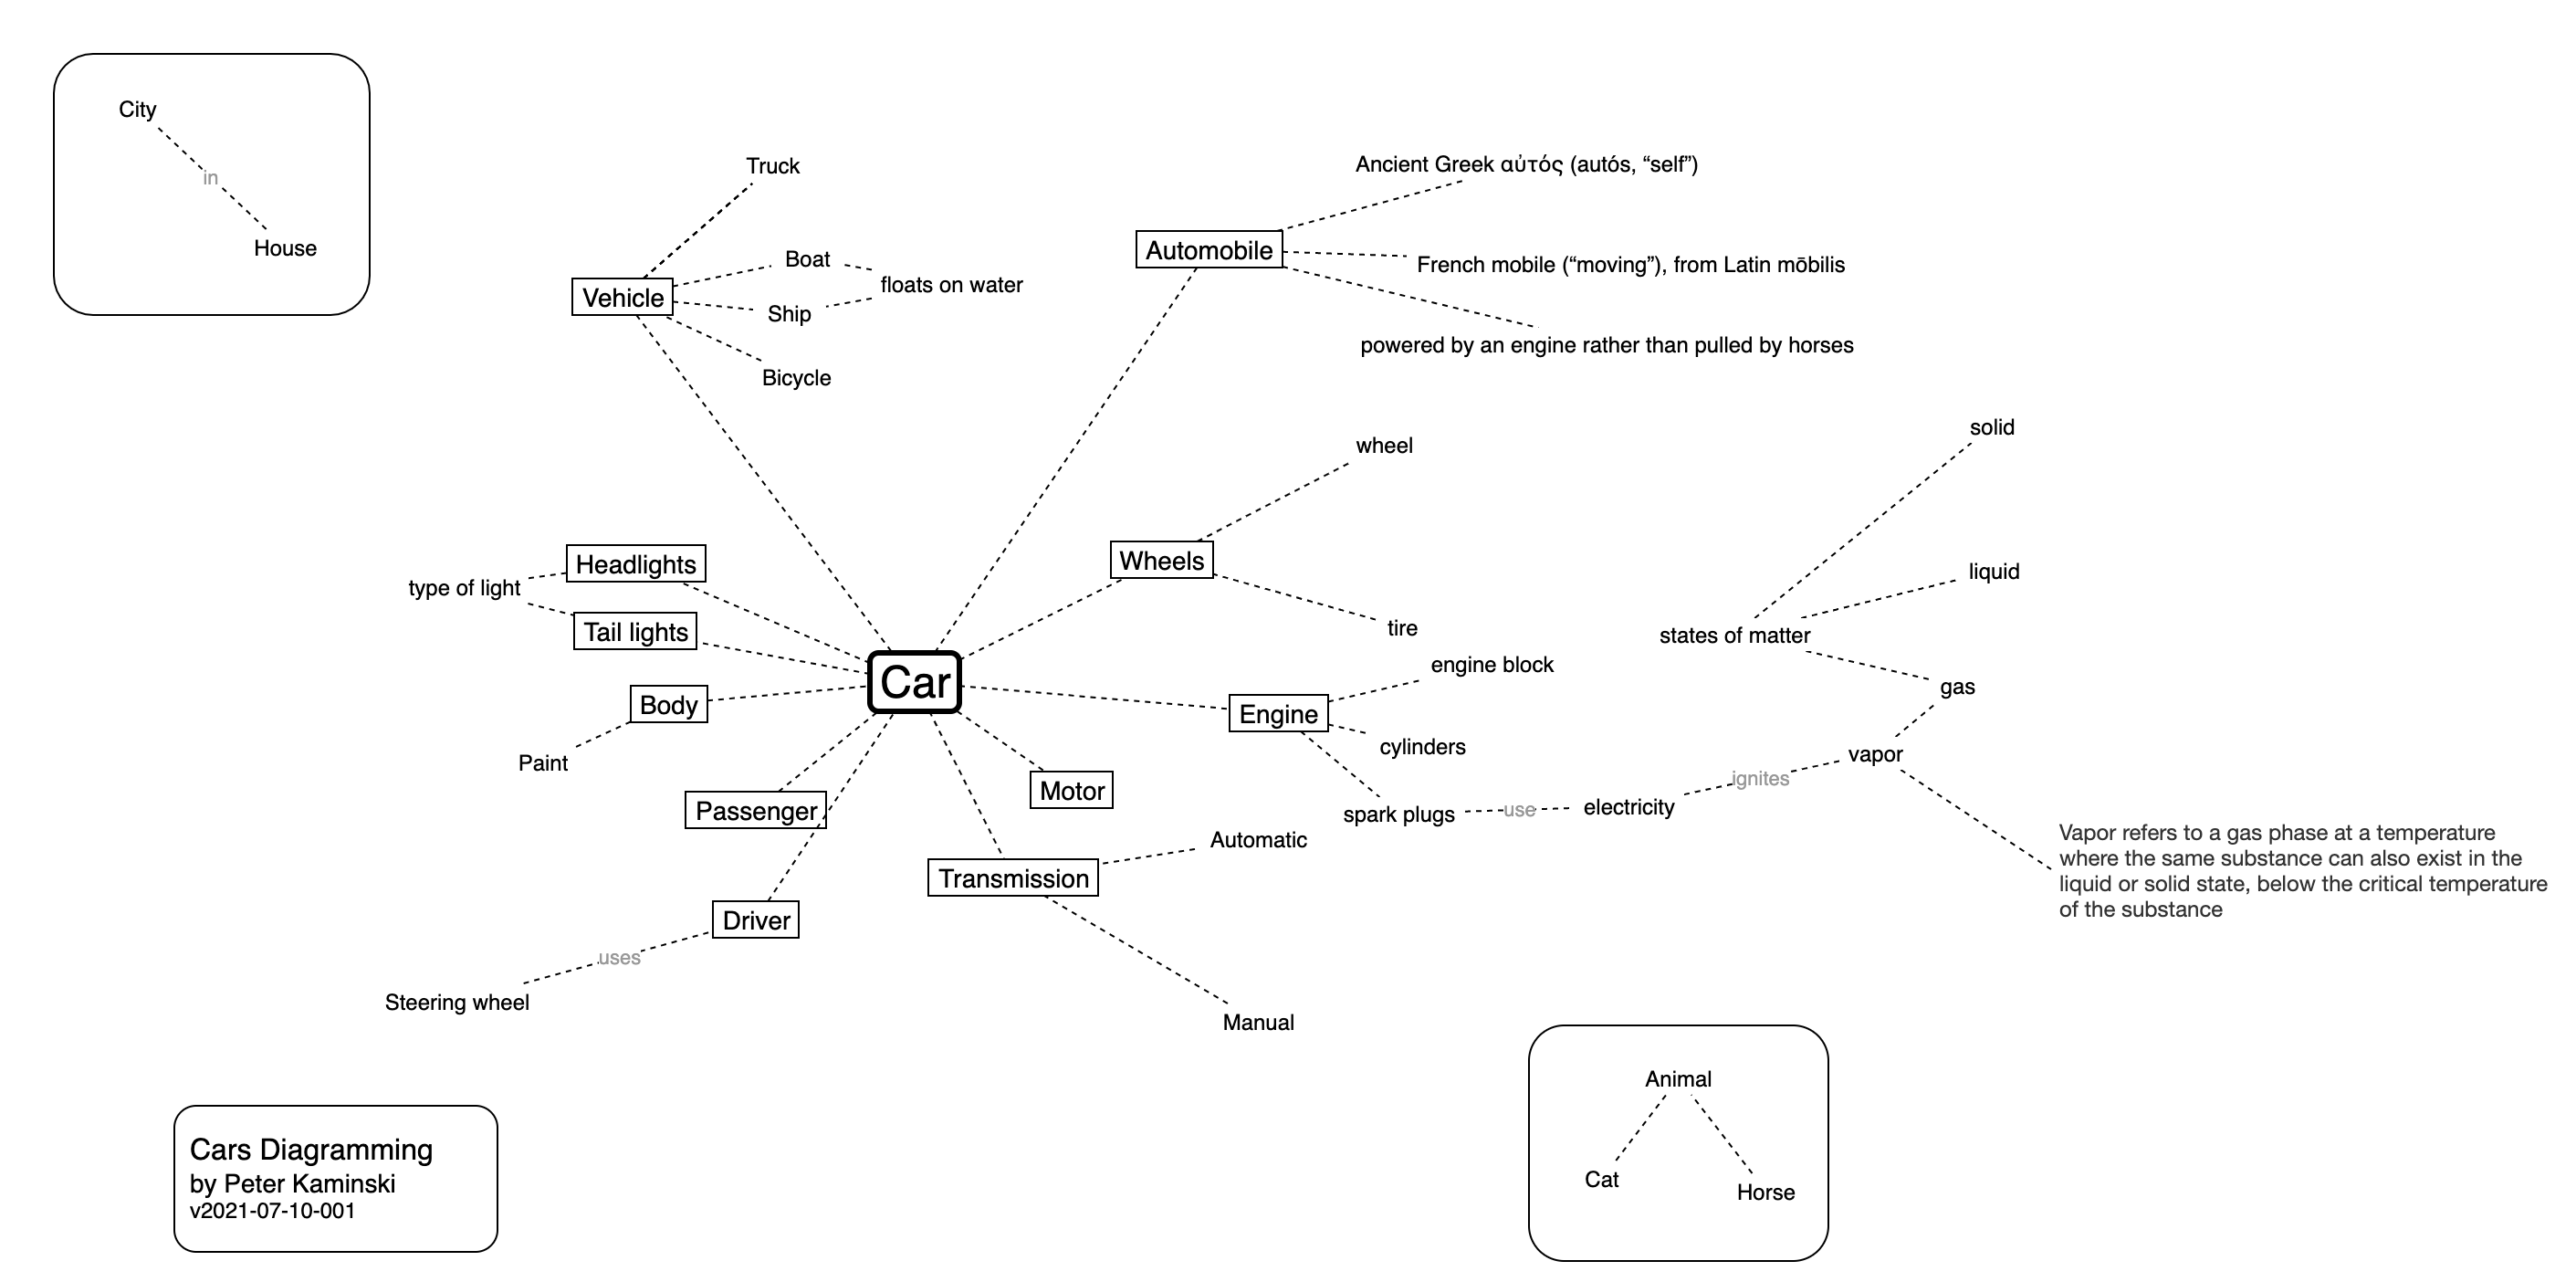 City
in
House
Truck
Boat
Vehicle
floats on water
Ship
Bicycle
Ancient Greek αὐτός (autós, “self”)
Automobile
French mobile (“moving”), from Latin mōbilis
powered by an engine rather than pulled by horses
wheel
Wheels
tire
solid
liquid
states of matter
gas
vapor
Headlights
type of light
Tail lights
Car
Body
Paint
engine block
Engine
cylinders
spark plugs
use
electricity
ignites
Vapor refers to a gas phase at a temperature
where the same substance can also exist in the
liquid or solid state, below the critical temperature
of the substance
Passenger
Motor
Automatic
Transmission
Manual
Driver
uses
Steering wheel
Cars Diagramming
by Peter Kaminski
v2021-07-10-001
Animal
Cat
Horse